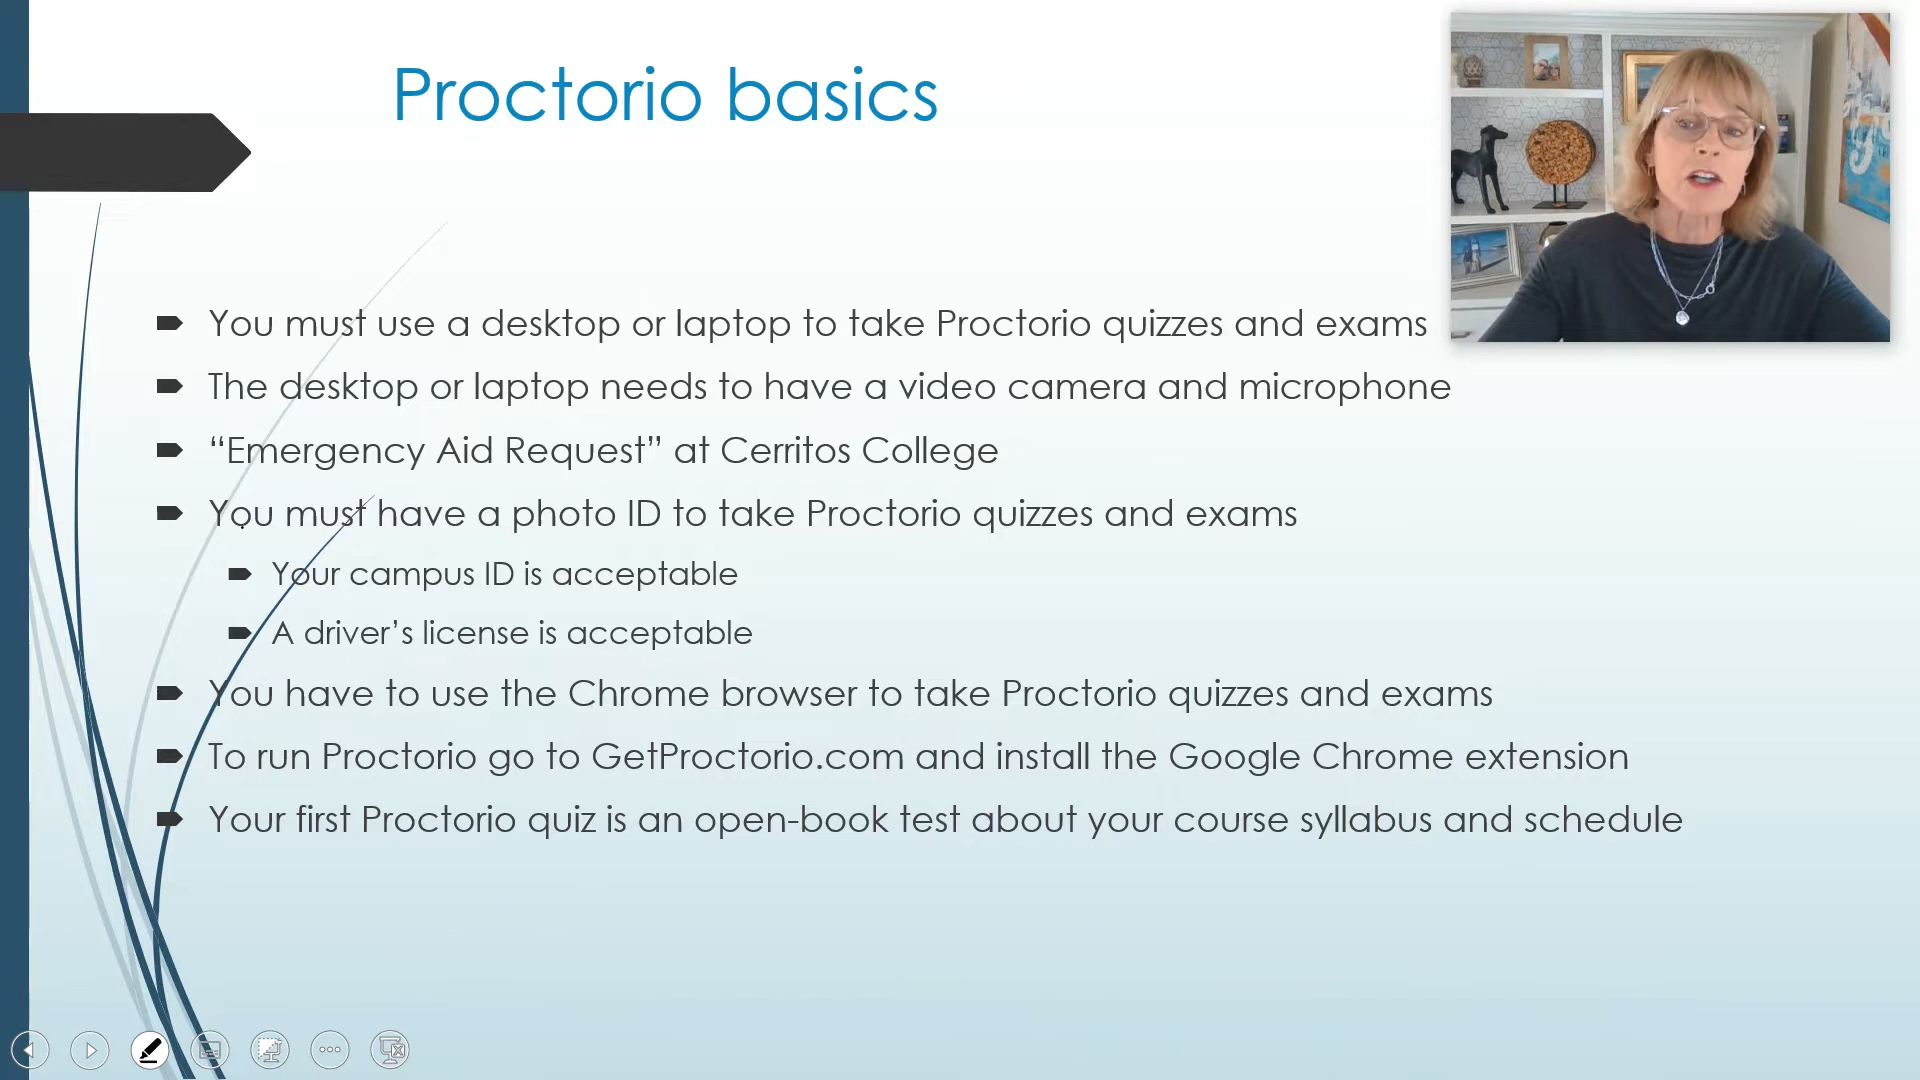 Proctorio basics
You must use a desktop or laptop to take Proctorio quizzes and exams
The desktop or laptop needs to have a video camera and microphone
“Emergency Aid Request” at Cerritos College
You must have a photo ID to take Proctorio quizzes and exams
Your campus ID is acceptable
A driver’s license is acceptable
You have to use the Chrome browser to take Proctorio quizzes and exams
To run Proctorio go to GetProctorio.com and install the Google Chrome extension
Your first Proctorio quiz is an open-book test about your course syllabus and schedule